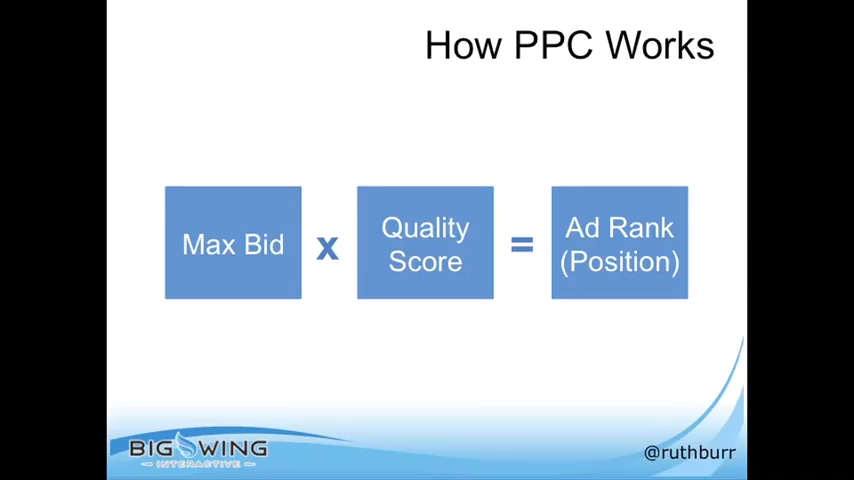 How PPC Works
Max Bid
x
Quality
Score
=
Ad Rank
(Position)
BIG WING
INTERACTIVE
@ruthburr